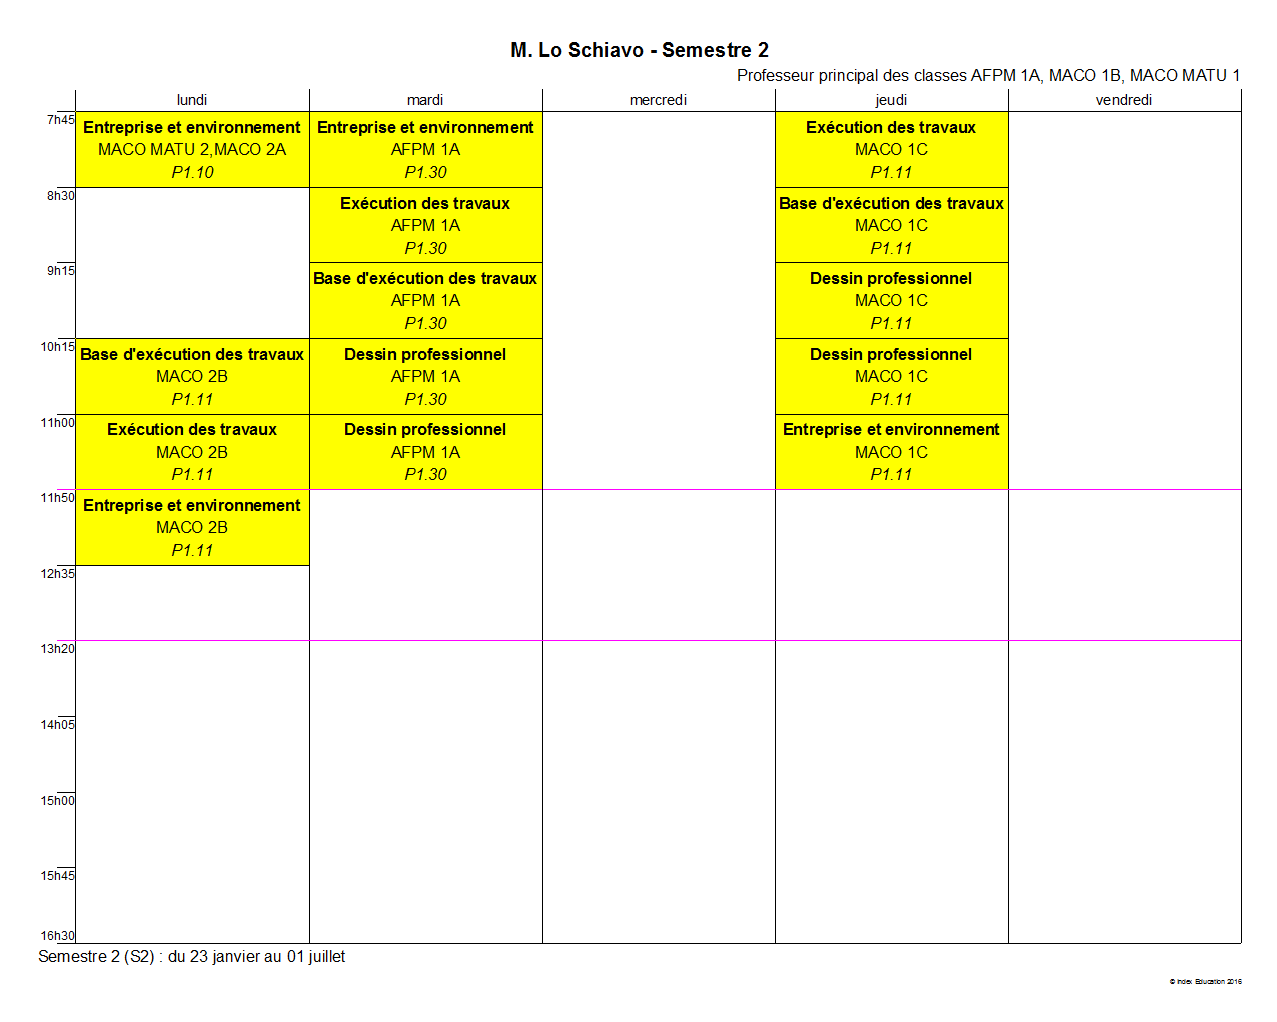 M. Lo Schiavo - Semestre 2
Professeur principal des classes AFPM 1A, MACO 1B, MACO MATU 1
lundi mardi mercredi jeudi vendredi
7h45
Entreprise et environnement Entreprise et environnement Exécution des travaux
MACO MATU 2,MACO 2A AFPM 1A MACO 1C
P1.10 P1.30 P1.11
8h30
Exécution des travaux Base d'exécution des travaux
AFPM 1A MACO 1C
P1.30 P1.11
9h15
Base d'exécution des travaux Dessin professionnel
AFPM 1A MACO 1C
P1.30 P1.11
10h15
Base d'exécution des travaux Dessin professionnel Dessin professionnel
MACO 2B AFPM 1A MACO 1C
P1.11 P1.30 P1.11
11h00
Exécution des travaux Dessin professionnel Entreprise et environnement
MACO 2B AFPM 1A MACO 1C
P1.11 P1.30 P1.11
11h50
Entreprise et environnement
MACO 2B
P1.11
12h35
13h20
14h05
15h00
15h45
16h30
Semestre 2 (S2) : du 23 janvier au 01 juillet
© Index Education 2016